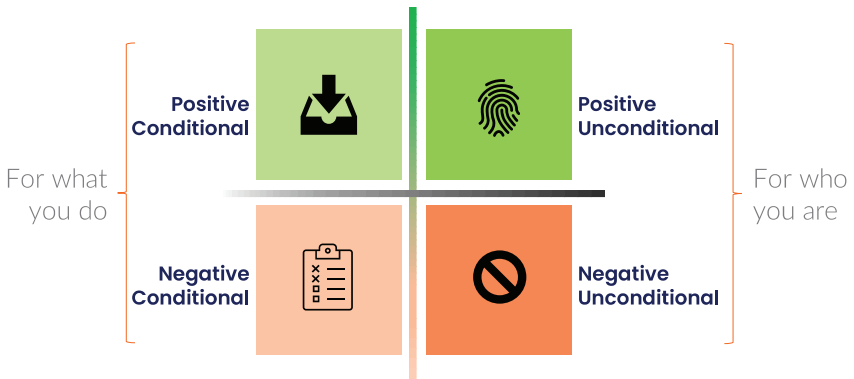 Positive
Conditional
Positive
Unconditional
For what
you do
For who
you are
Negative
Conditional
Negative
Unconditional